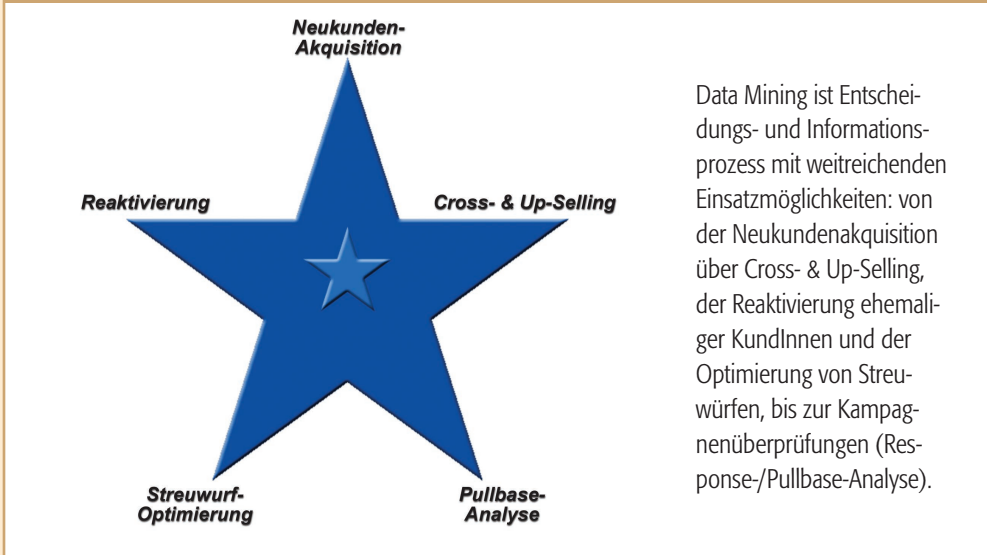 Neukunden-
Akquisition
Reaktivierung
Cross- & Up-Selling
Streuwurf-
Optimierung
Pullbase-
Analyse
Data Mining ist Entschei-
dungs- und Informations-
prozess mit weitreichenden
Einsatzmöglichkeiten: von
der Neukundenakquisition
über Cross- & Up-Selling,
der Reaktivierung ehemali-
ger KundInnen und der
Optimierung von Streu-
würfen, bis zur Kampag-
nenüberprüfungen (Res-
ponse-/Pullbase-Analyse).